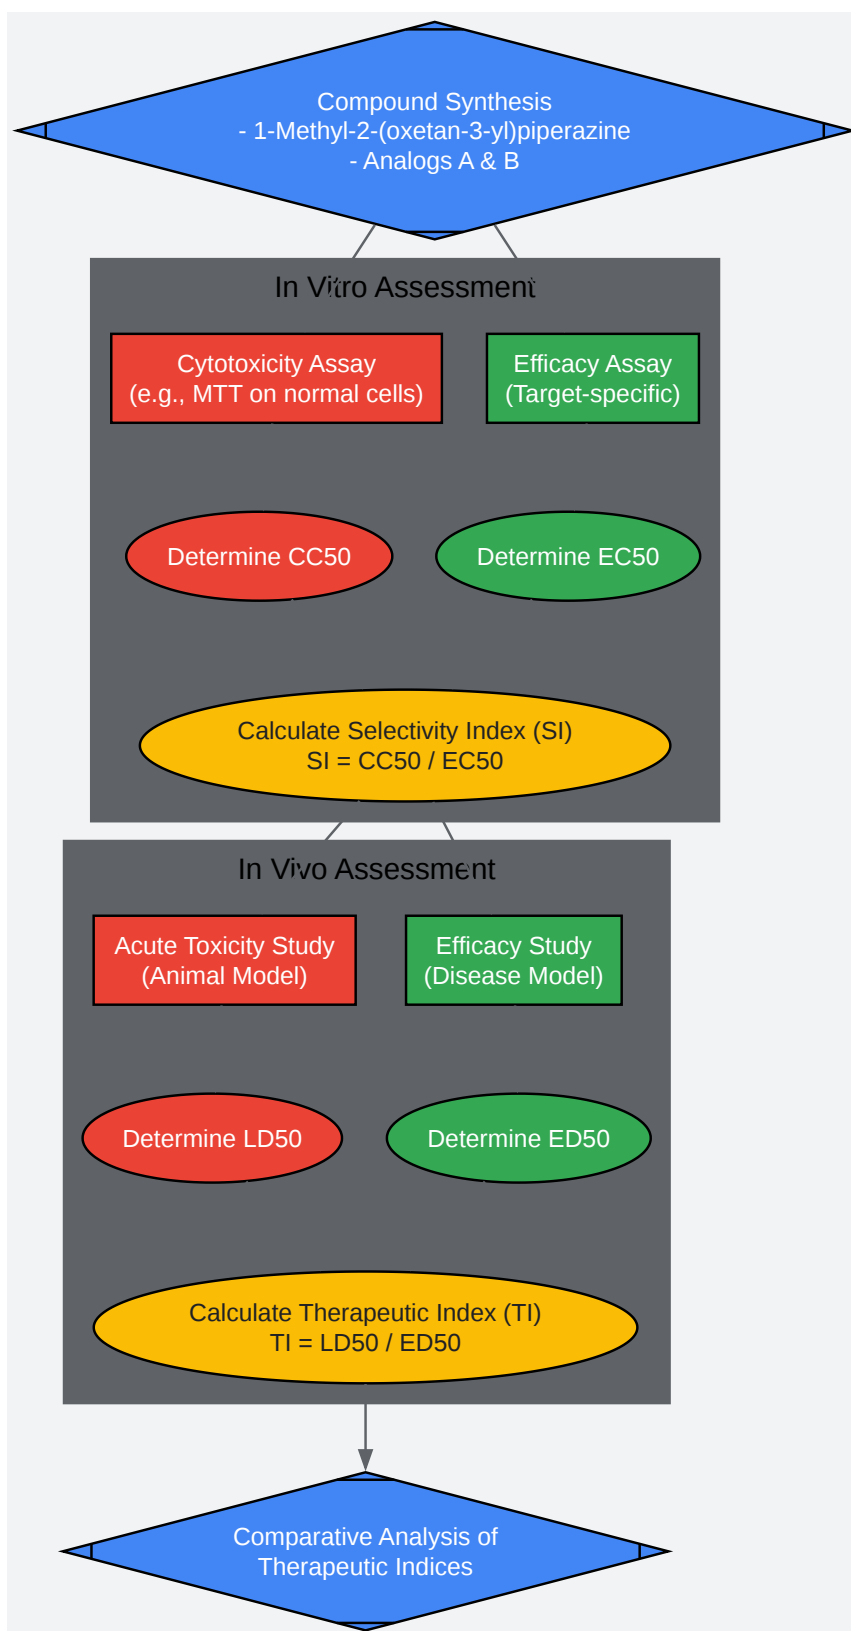 Compound Synthesis
- 1-Methyl-2-(oxetan-3-yl)piperazine
- Analogs A & B
In Vitro Assessment
Cytotoxicity Assay
(e.g., MTT on normal cells)
Efficacy Assay
(Target-specific)
Determine CC50
Determine EC50
Calculate Selectivity Index (SI)
SI = CC50 / EC50
In Vivo Assessment
Acute Toxicity Study
(Animal Model)
Efficacy Study
(Disease Model)
Determine LD50
Determine ED50
Calculate Therapeutic Index (TI)
TI = LD50 / ED50
Comparative Analysis of
Therapeutic Indices